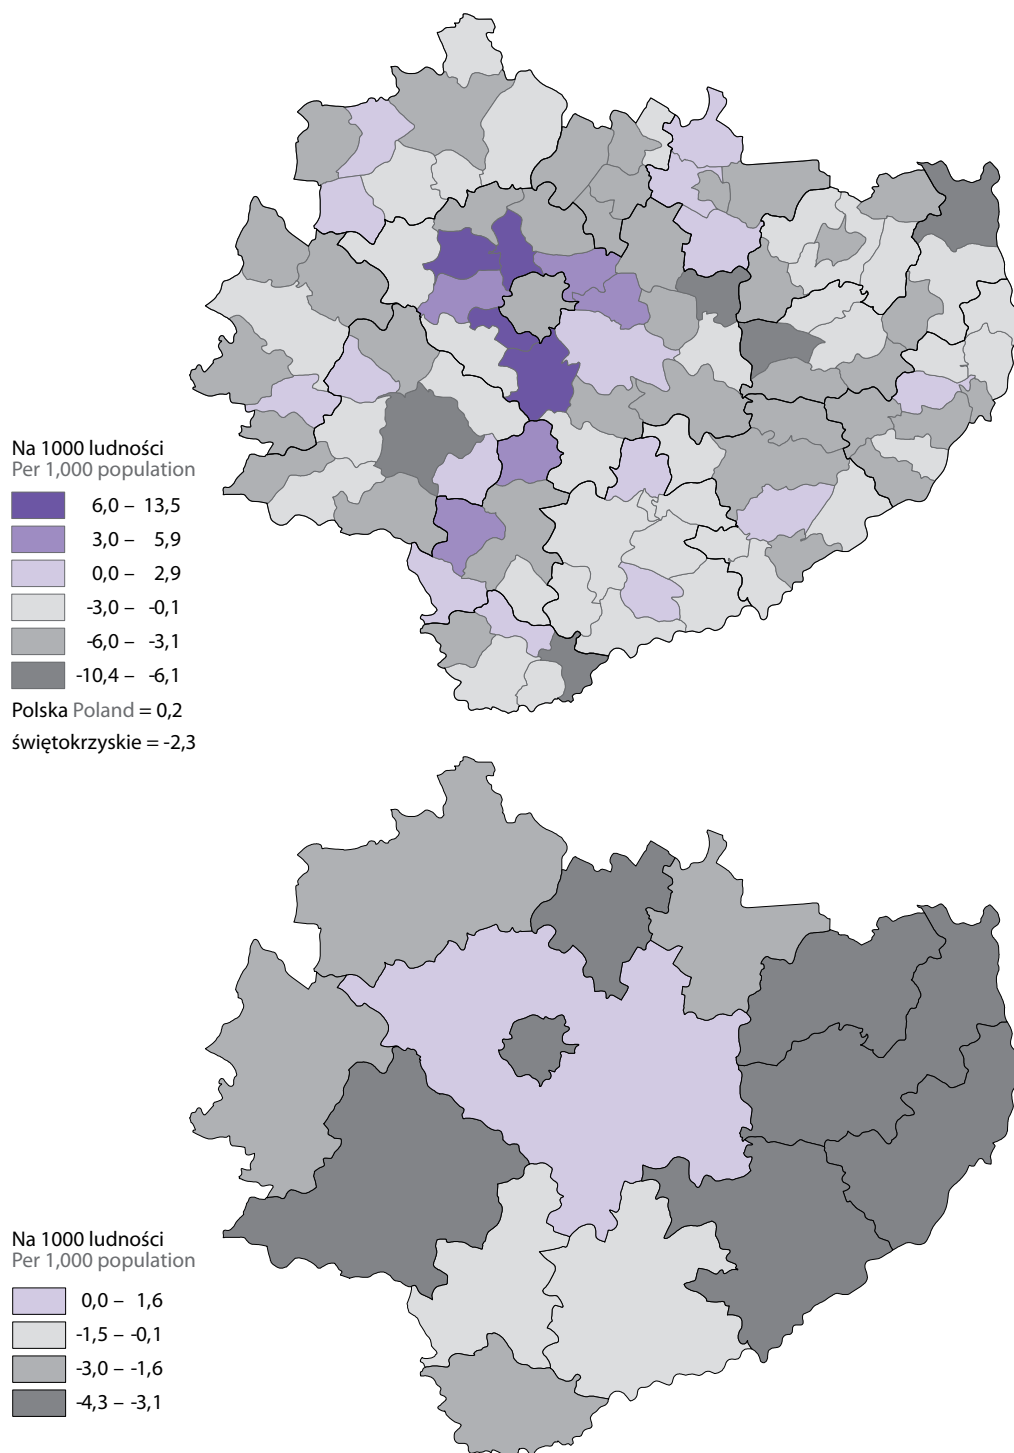 Na 1000 ludności
Per 1,000 population
6,0 – 13,5
3,0 – 5,9
0,0 – 2,9
-3,0 – -0,1
-6,0 – -3,1
-10,4 – -6,1
Polska Poland = 0,2
świętokrzyskie = -2,3
Na 1000 ludności
Per 1,000 population
0,0 – 1,6
-1,5 – -0,1
-3,0 – -1,6
-4,3 – -3,1